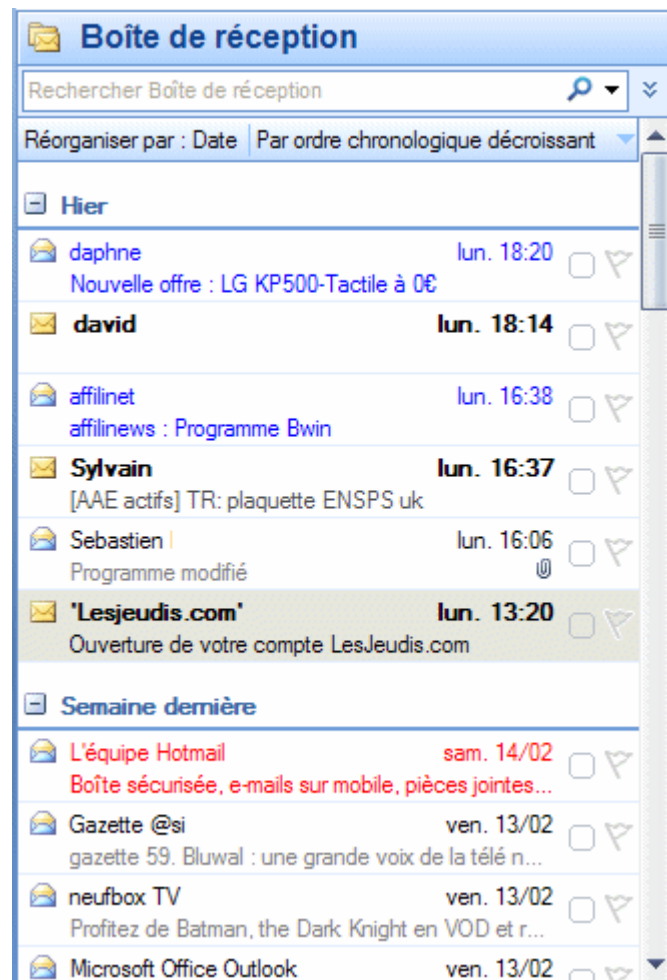 Boîte de réception
Rechercher Boîte de réception
Réorganiser par : Date Par ordre chronologique décroissant
Hier
daphne lun. 18:20
Nouvelle offre : LG KP500-Tactile à 0€
david lun. 18:14
affilinet lun. 16:38
affilinews : Programme Bwin
Sylvain lun. 16:37
[AAE actifs] TR: plaquette ENSPS uk
Sebastien lun. 16:06
Programme modifié
'Lesjeudis.com' lun. 13:20
Ouverture de votre compte LesJeudis.com
Semaine dernière
L'équipe Hotmail sam. 14/02
Boîte sécurisée, e-mails sur mobile, pièces jointes...
Gazette @si ven. 13/02
gazette 59. Bluwal : une grande voix de la télé n...
neufbox TV ven. 13/02
Profitez de Batman, the Dark Knight en VOD et r...
Microsoft Office Outlook ven. 13/02